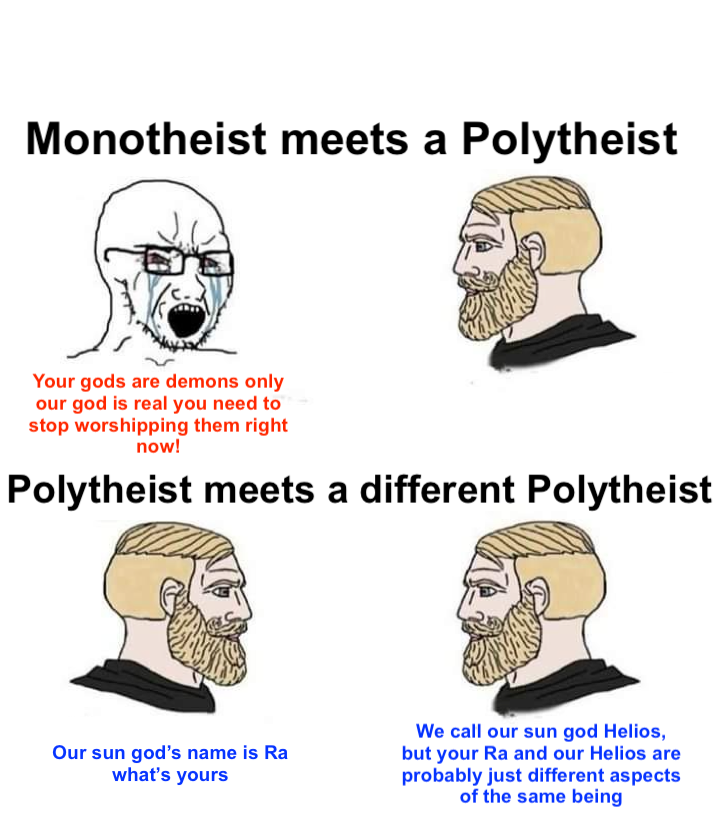 Monotheist meets a Polytheist
Your gods are demons only
our god is real you need to
stop worshipping them right
now!
Polytheist meets a different Polytheist
Our sun god's name is Ra
what's yours
We call our sun god Helios,
but your Ra and our Helios are
probably just different aspects
of the same being